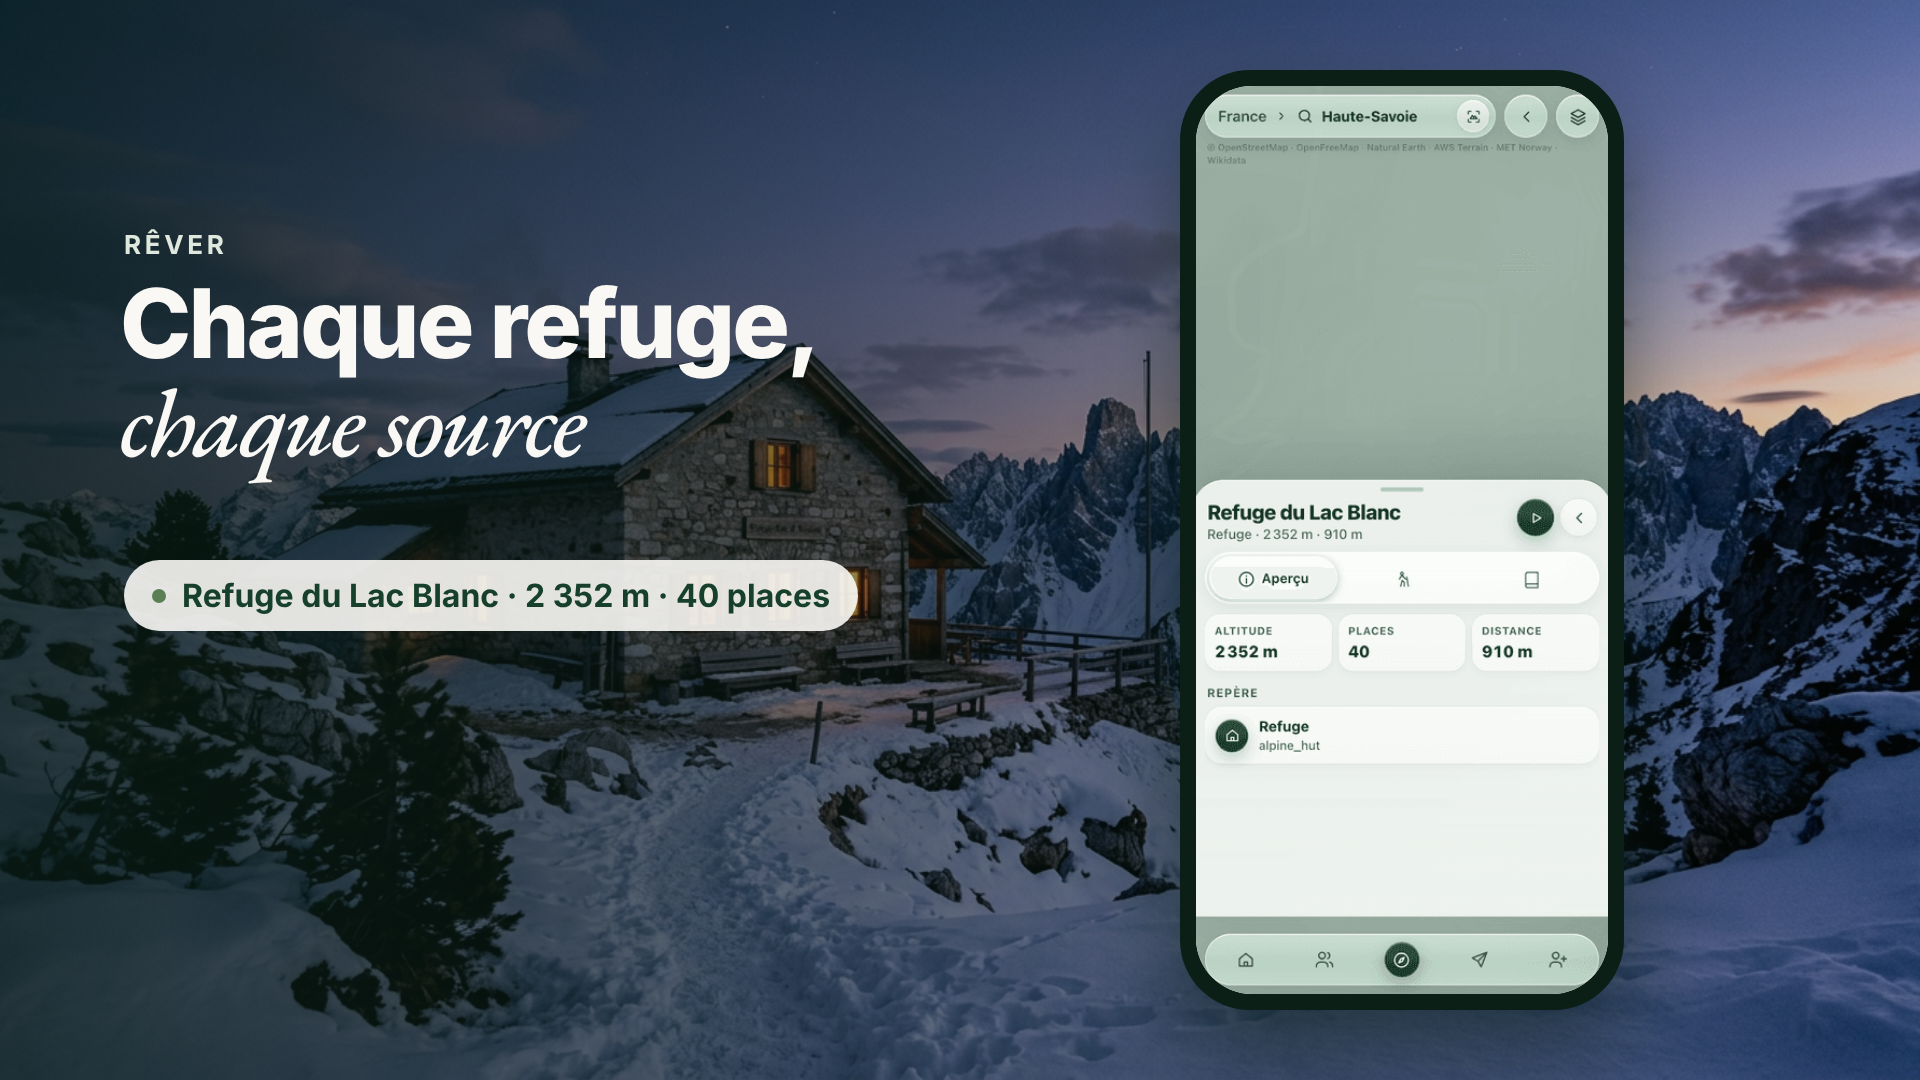 RÊVER
Chaque refuge,
chaque source
Refuge du Lac Blanc · 2 352 m · 40 places
France > Haute-Savoie
© OpenStreetMap · OpenFreeMap · Natural Earth · AWS Terrain · MET Norway ·
Wikidata
Refuge du Lac Blanc
Refuge · 2 352 m · 910 m
Aperçu
ALTITUDE
2 352 m
PLACES
40
DISTANCE
910 m
REPÈRE
Refuge
alpine_hut